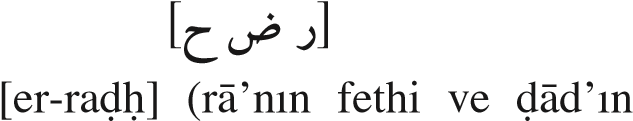 [ر ض ح]
[er-raḍḥ] (rā’nın fethi ve ḍād’ın